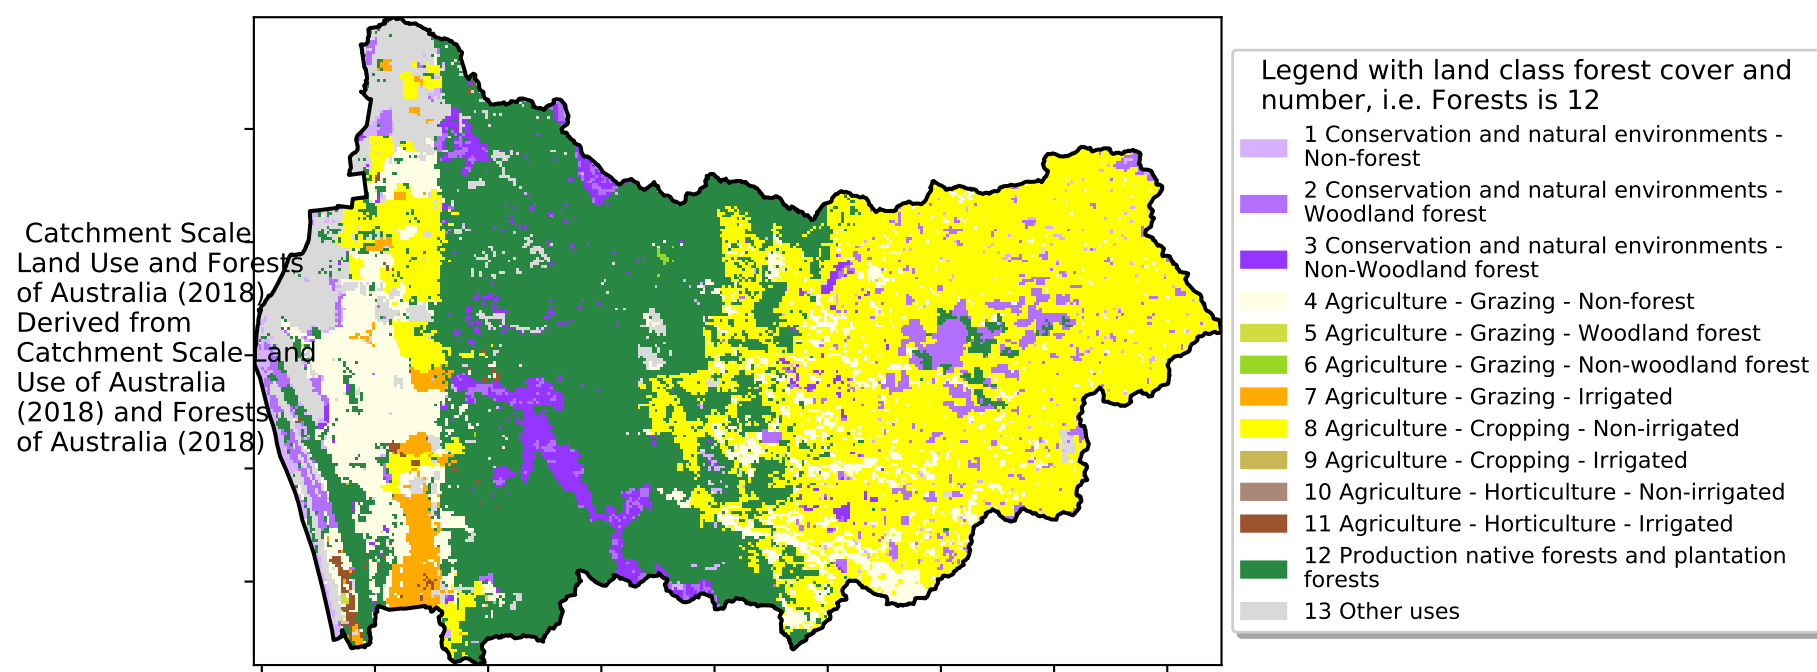 Catchment Scale
Land Use and Forests
of Australia (2018)
Derived from
Catchment Scale Land
Use of Australia
(2018) and Forests
of Australia (2018)
Legend with land class forest cover and
number, i.e. Forests is 12
1 Conservation and natural environments -
Non-forest
2 Conservation and natural environments -
Woodland forest
3 Conservation and natural environments -
Non-Woodland forest
4 Agriculture - Grazing - Non-forest
5 Agriculture - Grazing - Woodland forest
6 Agriculture - Grazing - Non-woodland forest
7 Agriculture - Grazing - Irrigated
8 Agriculture - Cropping - Non-irrigated
9 Agriculture - Cropping - Irrigated
10 Agriculture - Horticulture - Non-irrigated
11 Agriculture - Horticulture - Irrigated
12 Production native forests and plantation
forests
13 Other uses